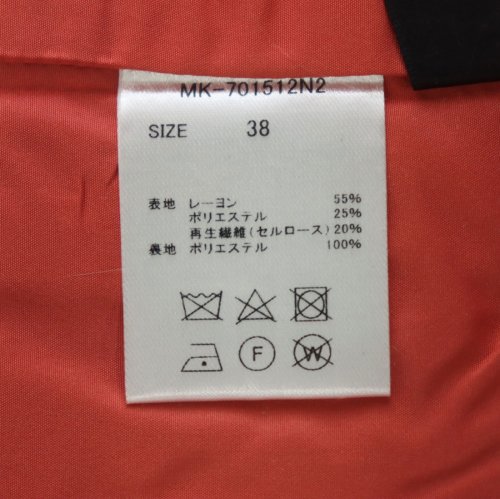 MK-701512N2
SIZE 38
表地 レーヨン 55%
ポリエステル 25%
再生繊維(セルロース)20%
裏地 ポリエステル 100%
F
W